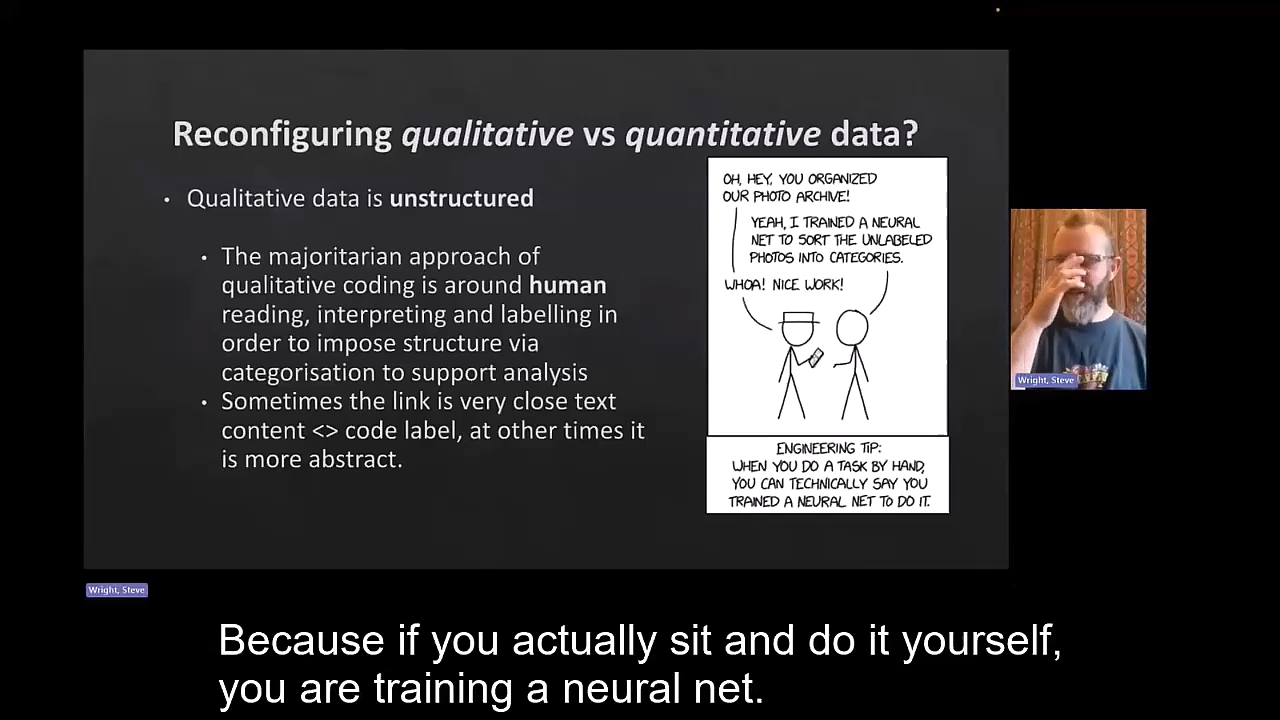 Reconfiguring qualitative vs quantitative data?
• Qualitative data is unstructured
• The majoritarian approach of
qualitative coding is around human
reading, interpreting and labelling in
order to impose structure via
categorisation to support analysis
• Sometimes the link is very close text
content <> code label, at other times it
is more abstract.
OH, HEY, YOU ORGANIZED
OUR PHOTO ARCHIVE!
YEAH, I TRAINED A NEURAL
NET TO SORT THE UNLABELED
PHOTOS INTO CATEGORIES.
WHOA! NICE WORK!
ENGINEERING TIP:
WHEN YOU DO A TASK BY HAND,
YOU CAN TECHNICALLY SAY YOU
TRAINED A NEURAL NET TO DO IT.
Wright, Steve
Wright, Steve
Because if you actually sit and do it yourself,
you are training a neural net.